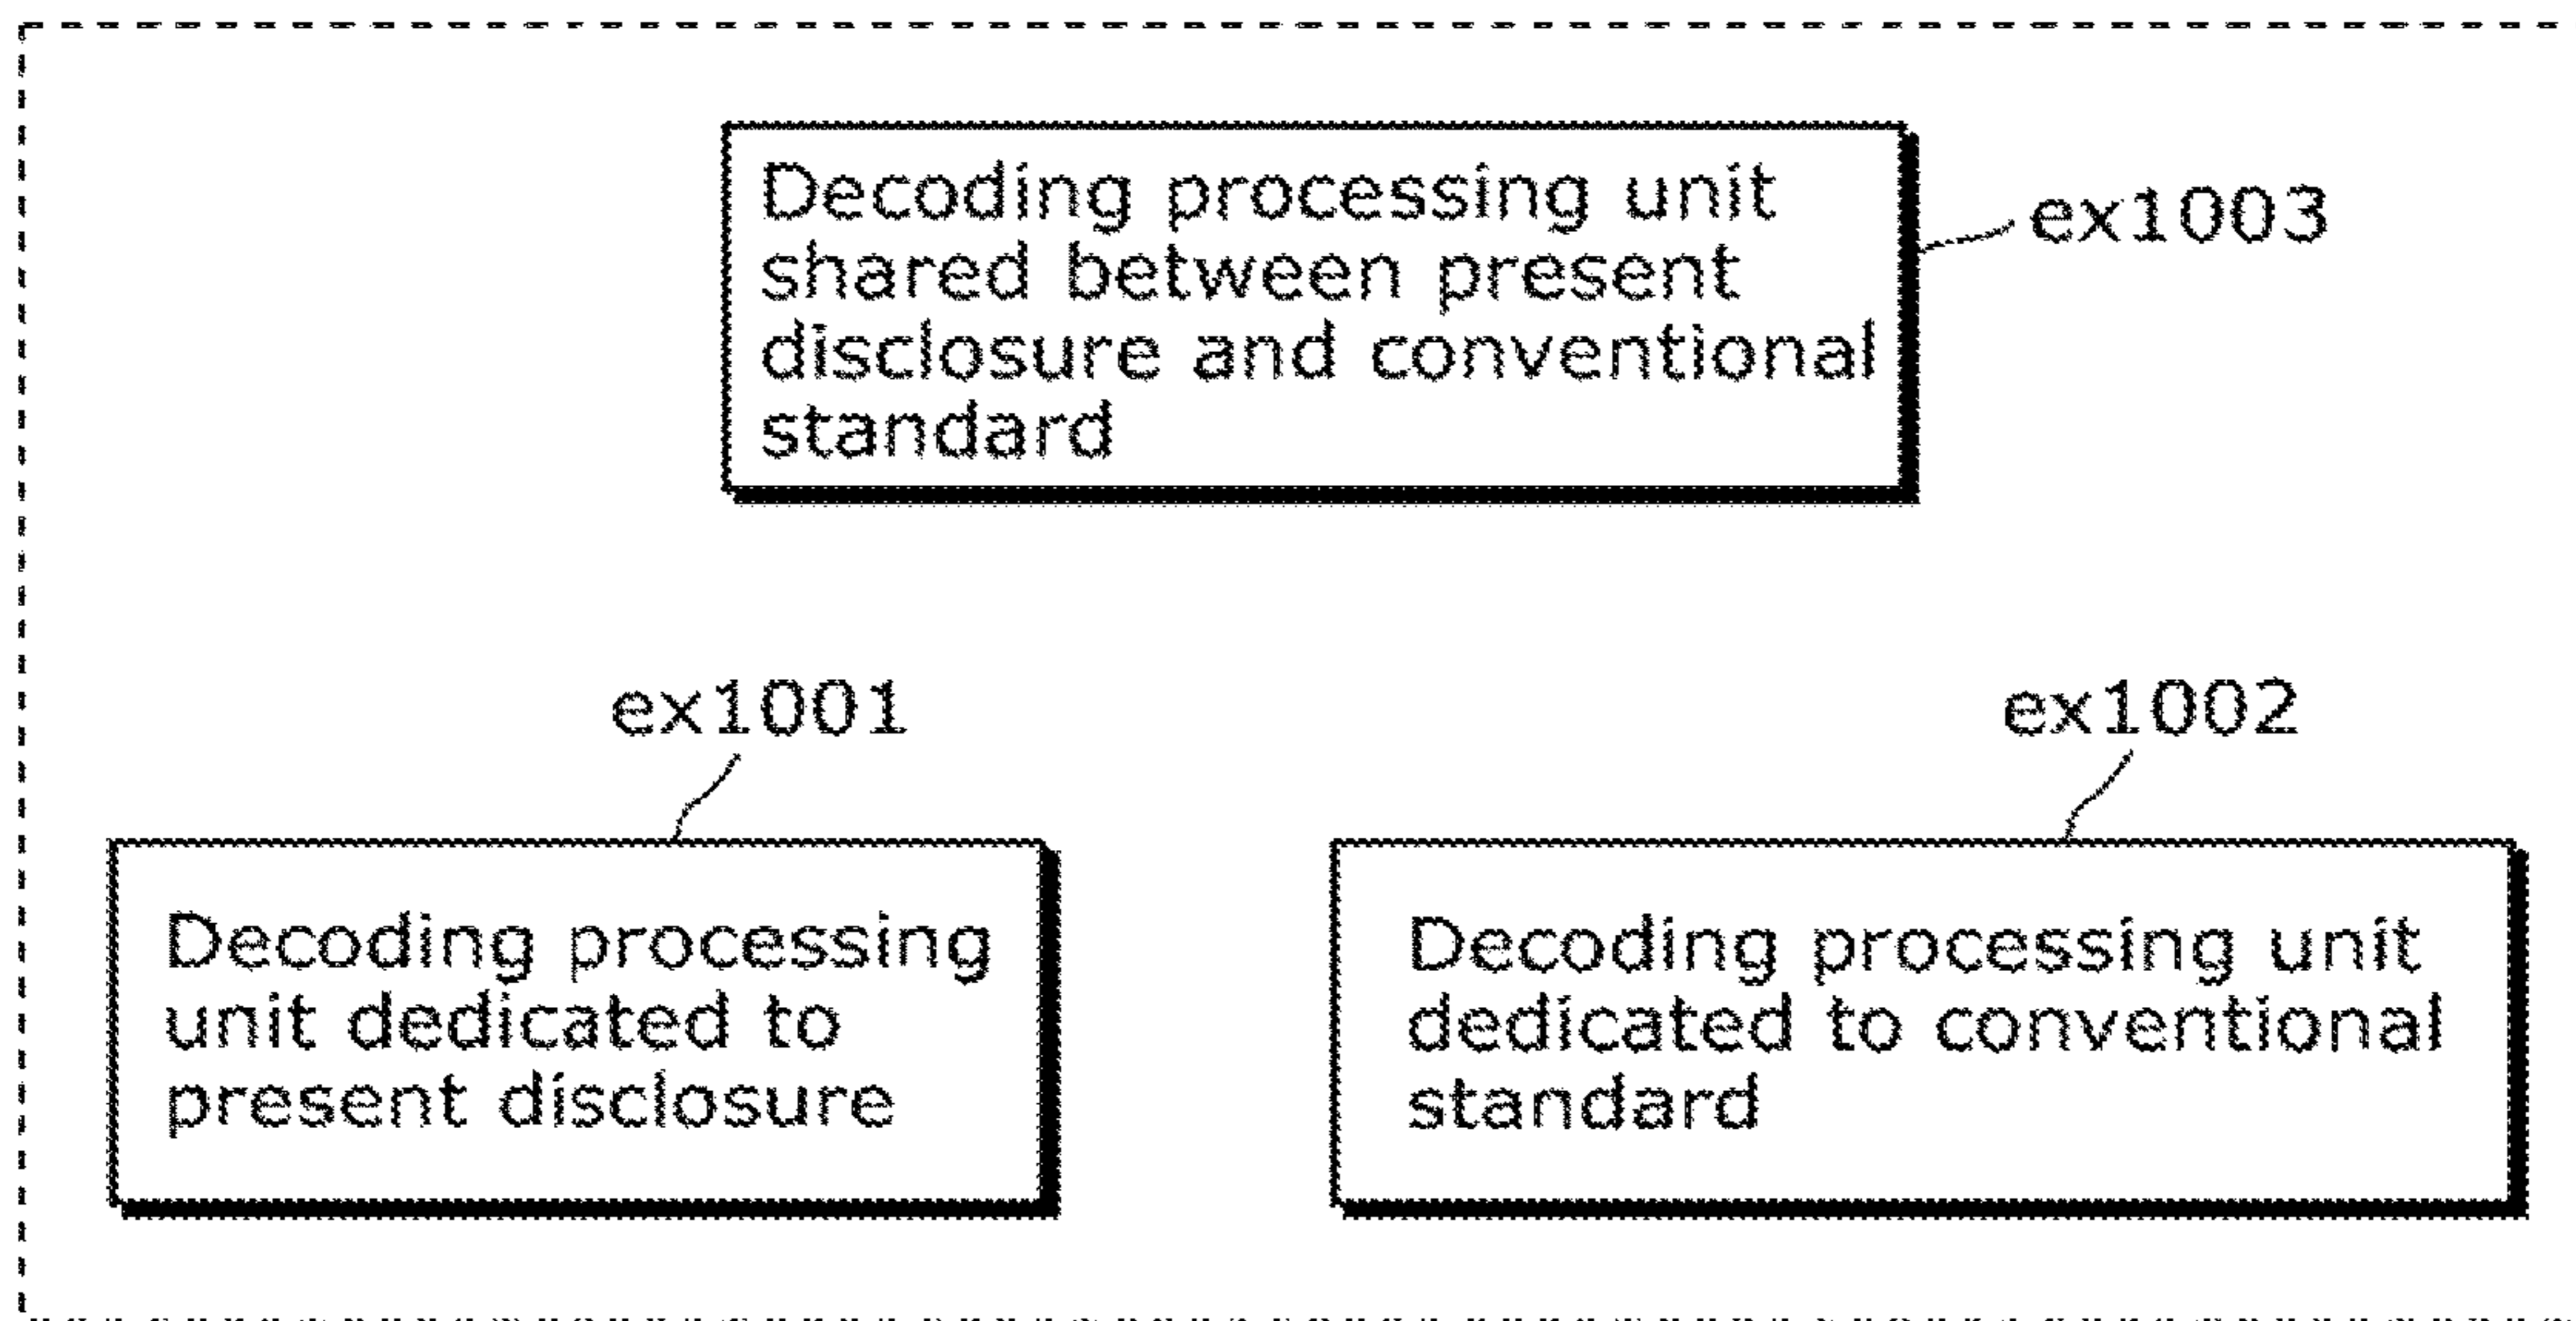 Decoding processing unit
shared between present
disclosure and conventional
standard
ex1003
ex1001
ex1002
Decoding processing
unit dedicated to
present disclosure
Decoding processing unit
dedicated to conventional
standard